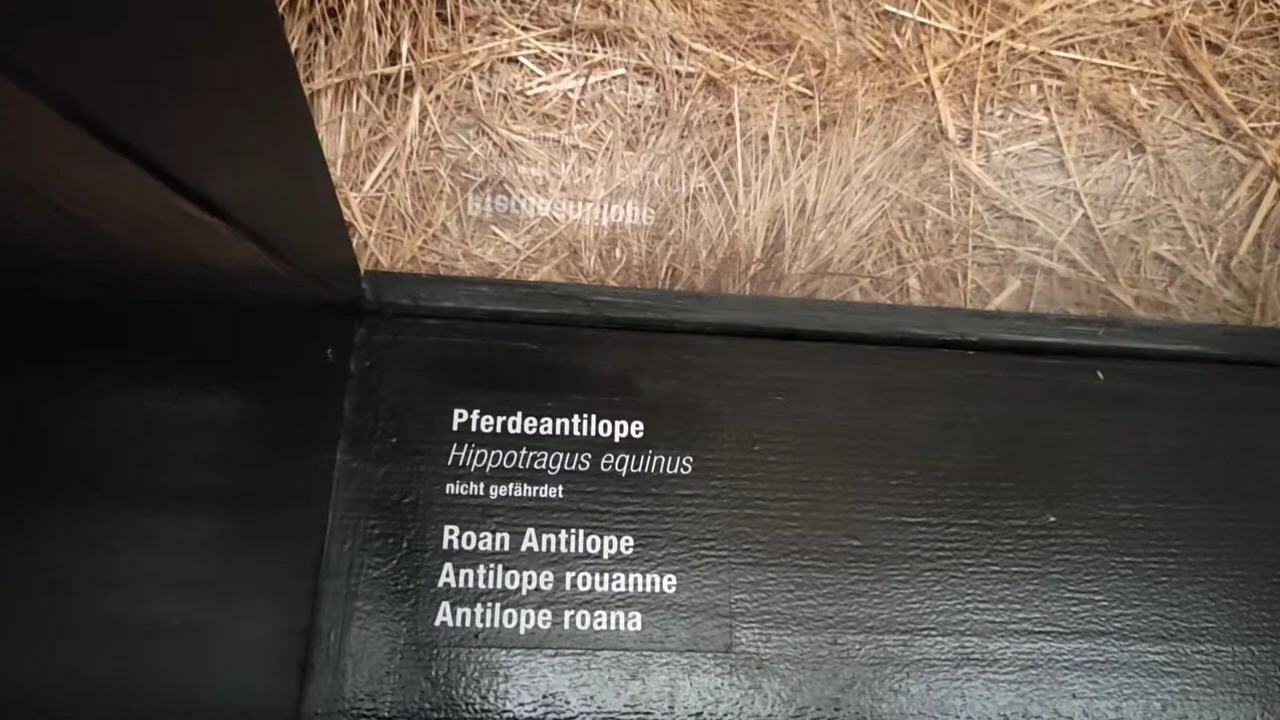 Pferdeantilope
Hippotragus equinus
nicht gefährdet
Roan Antilope
Antilope rouanne
Antilope roana